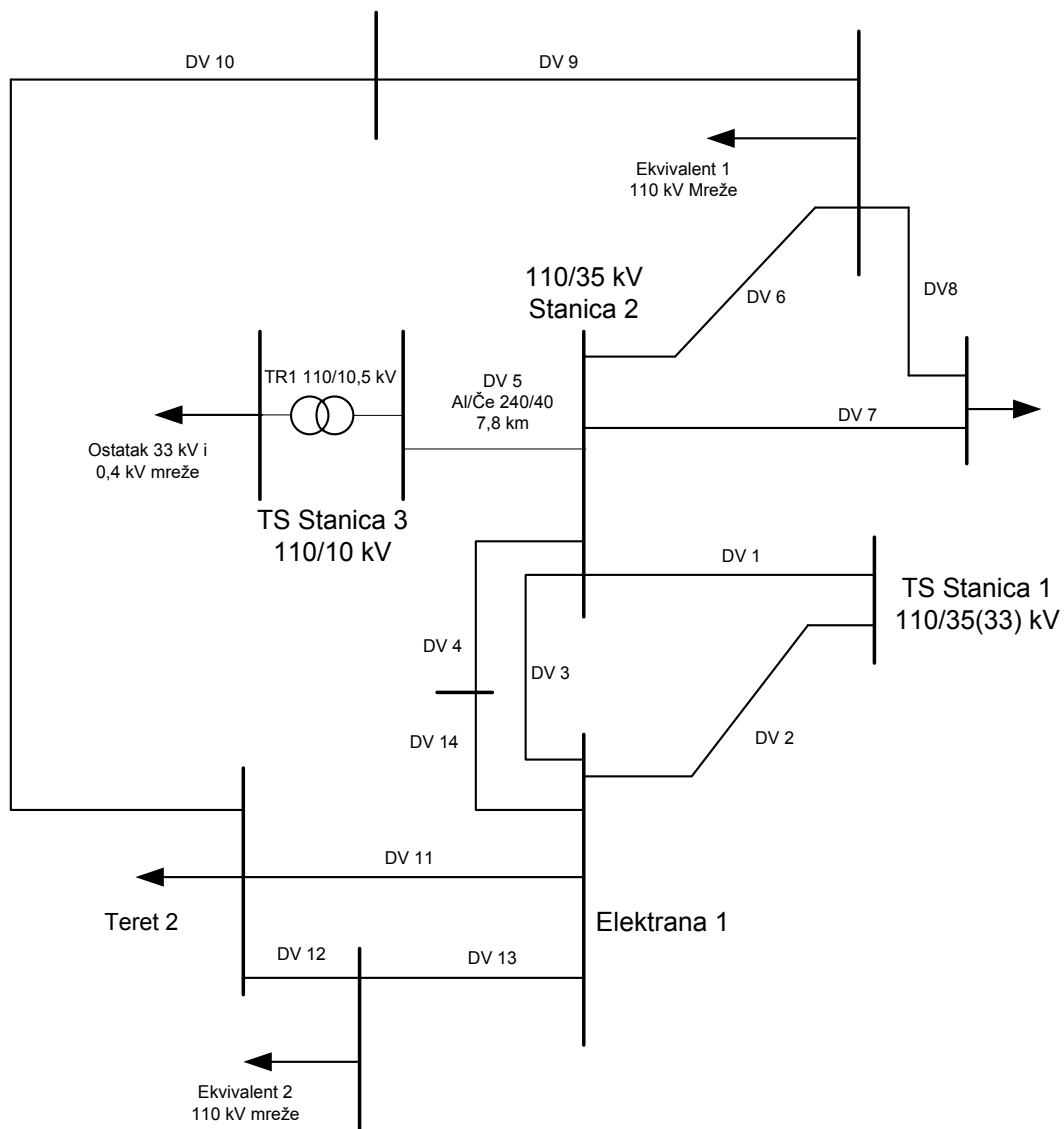 DV 10
DV 9
Ekvivalent 1
110 kV Mreže
110/35 kV
Stanica 2
DV 6
DV8
TR1 110/10,5 kV
DV 5
Al/Če 240/40
7,8 km
DV 7
Ostatak 33 kV i
0,4 kV mreže
TS Stanica 3
110/10 kV
DV 1
TS Stanica 1
110/35(33) kV
DV 4
DV 3
DV 2
DV 14
DV 11
Teret 2
Elektrana 1
DV 12
DV 13
Ekvivalent 2
110 kV mreže